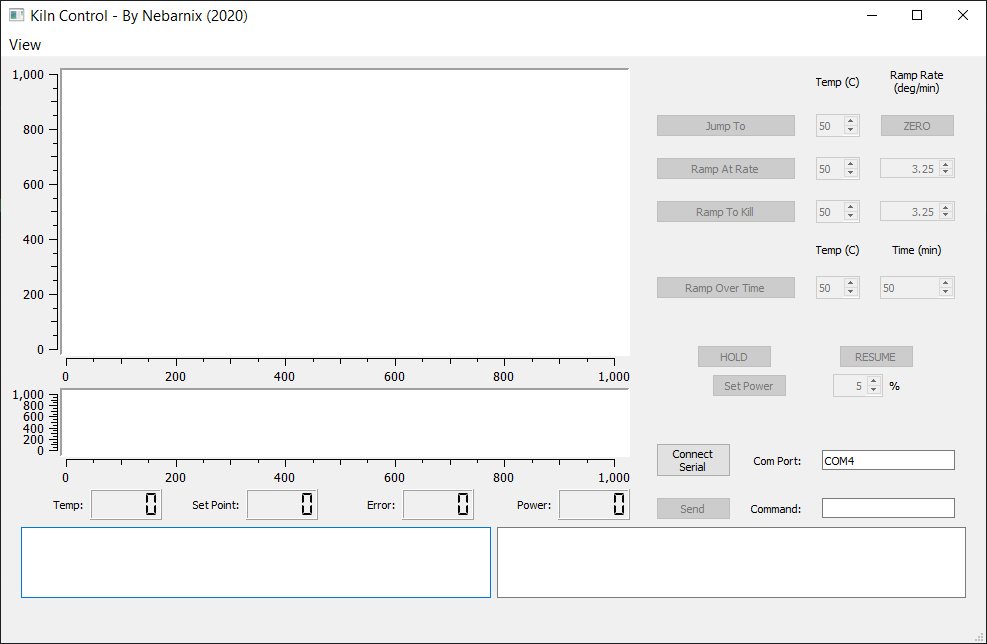 Kiln Control - By Nebarnix (2020)
View
1,000
800
600
400
200
0
0 200 400 600 800 1,000
1,000
800
600
400
200
0
0 200 400 600 800 1,000
Temp: 0 Set Point: 0 Error: 0 Power: 0
Temp (C) Ramp Rate
(deg/min)
Jump To 50 ZERO
Ramp At Rate 50 3.25
Ramp To Kill 50 3.25
Temp (C) Time (min)
Ramp Over Time 50 50
HOLD RESUME
Set Power 5 %
Connect
Serial
Com Port: COM4
Send Command: